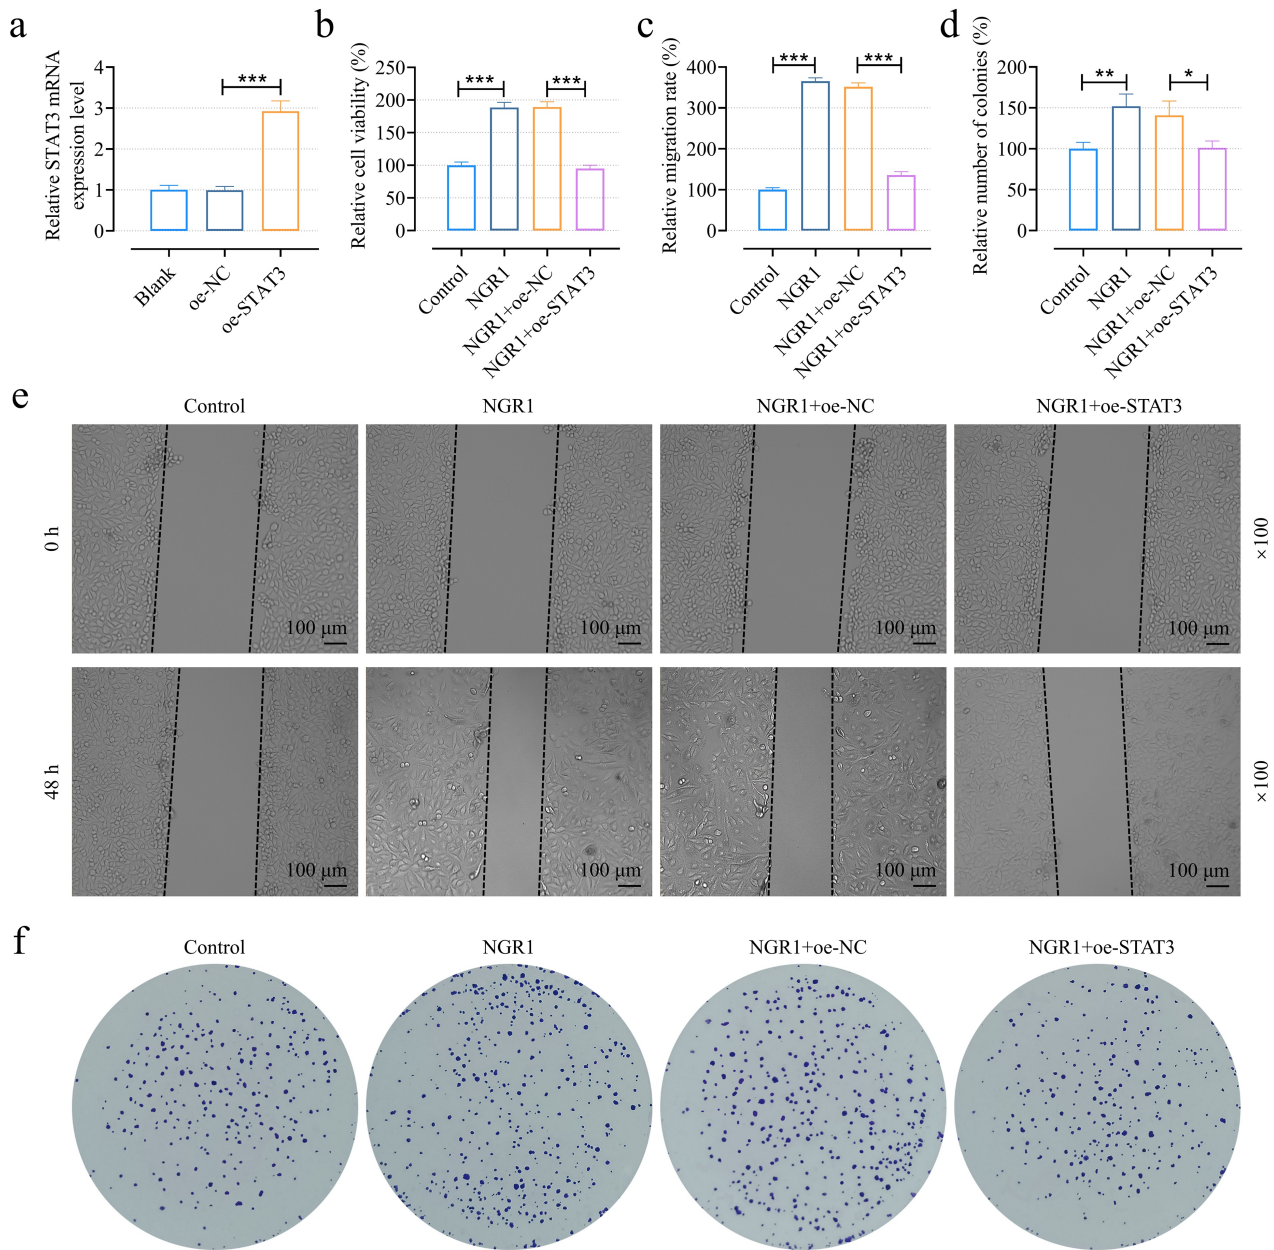 a
Relative STAT3 mRNA
expression level
4
3
2
1
0
***
Blank
oe-NC
oe-STAT3
b
Relative cell viability (%)
250
200
150
100
50
0
***
***
Control
NGR1
NGR1+oe-NC
NGR1+oe-STAT3
c
Relative migration rate (%)
400
300
200
100
0
***
***
Control
NGR1
NGR1+oe-NC
NGR1+oe-STAT3
d
Relative number of colonies (%)
200
150
100
50
0
**
*
Control
NGR1
NGR1+oe-NC
NGR1+oe-STAT3
e
Control
NGR1
NGR1+oe-NC
NGR1+oe-STAT3
0 h
100 μm
100 μm
100 μm
100 μm
×100
48 h
100 μm
100 μm
100 μm
100 μm
×100
f
Control
NGR1
NGR1+oe-NC
NGR1+oe-STAT3